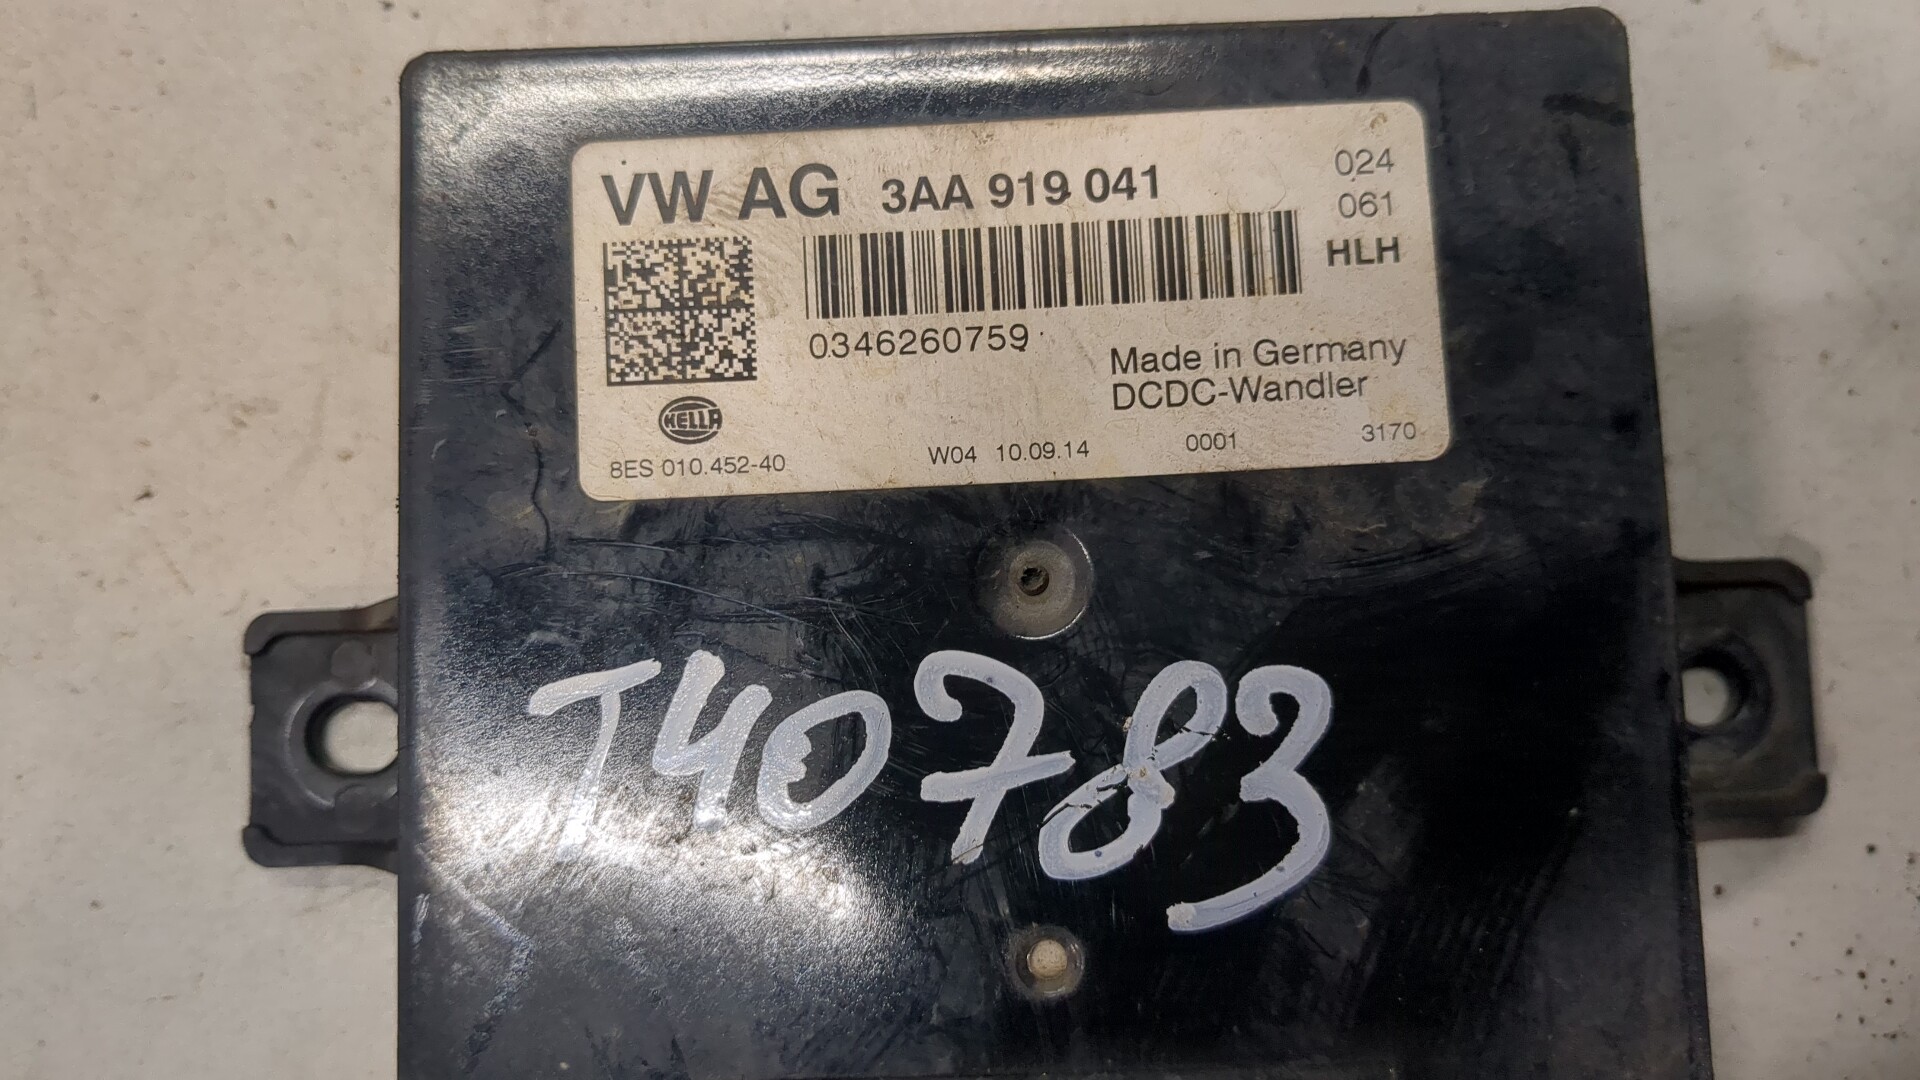 VW AG 3AA 919 041
024
061
HLH
0346260759
Made in Germany
DCDC-Wandler
HELLA
8ES 010.452-40 W04 10.09.14 0001 3170
T40783